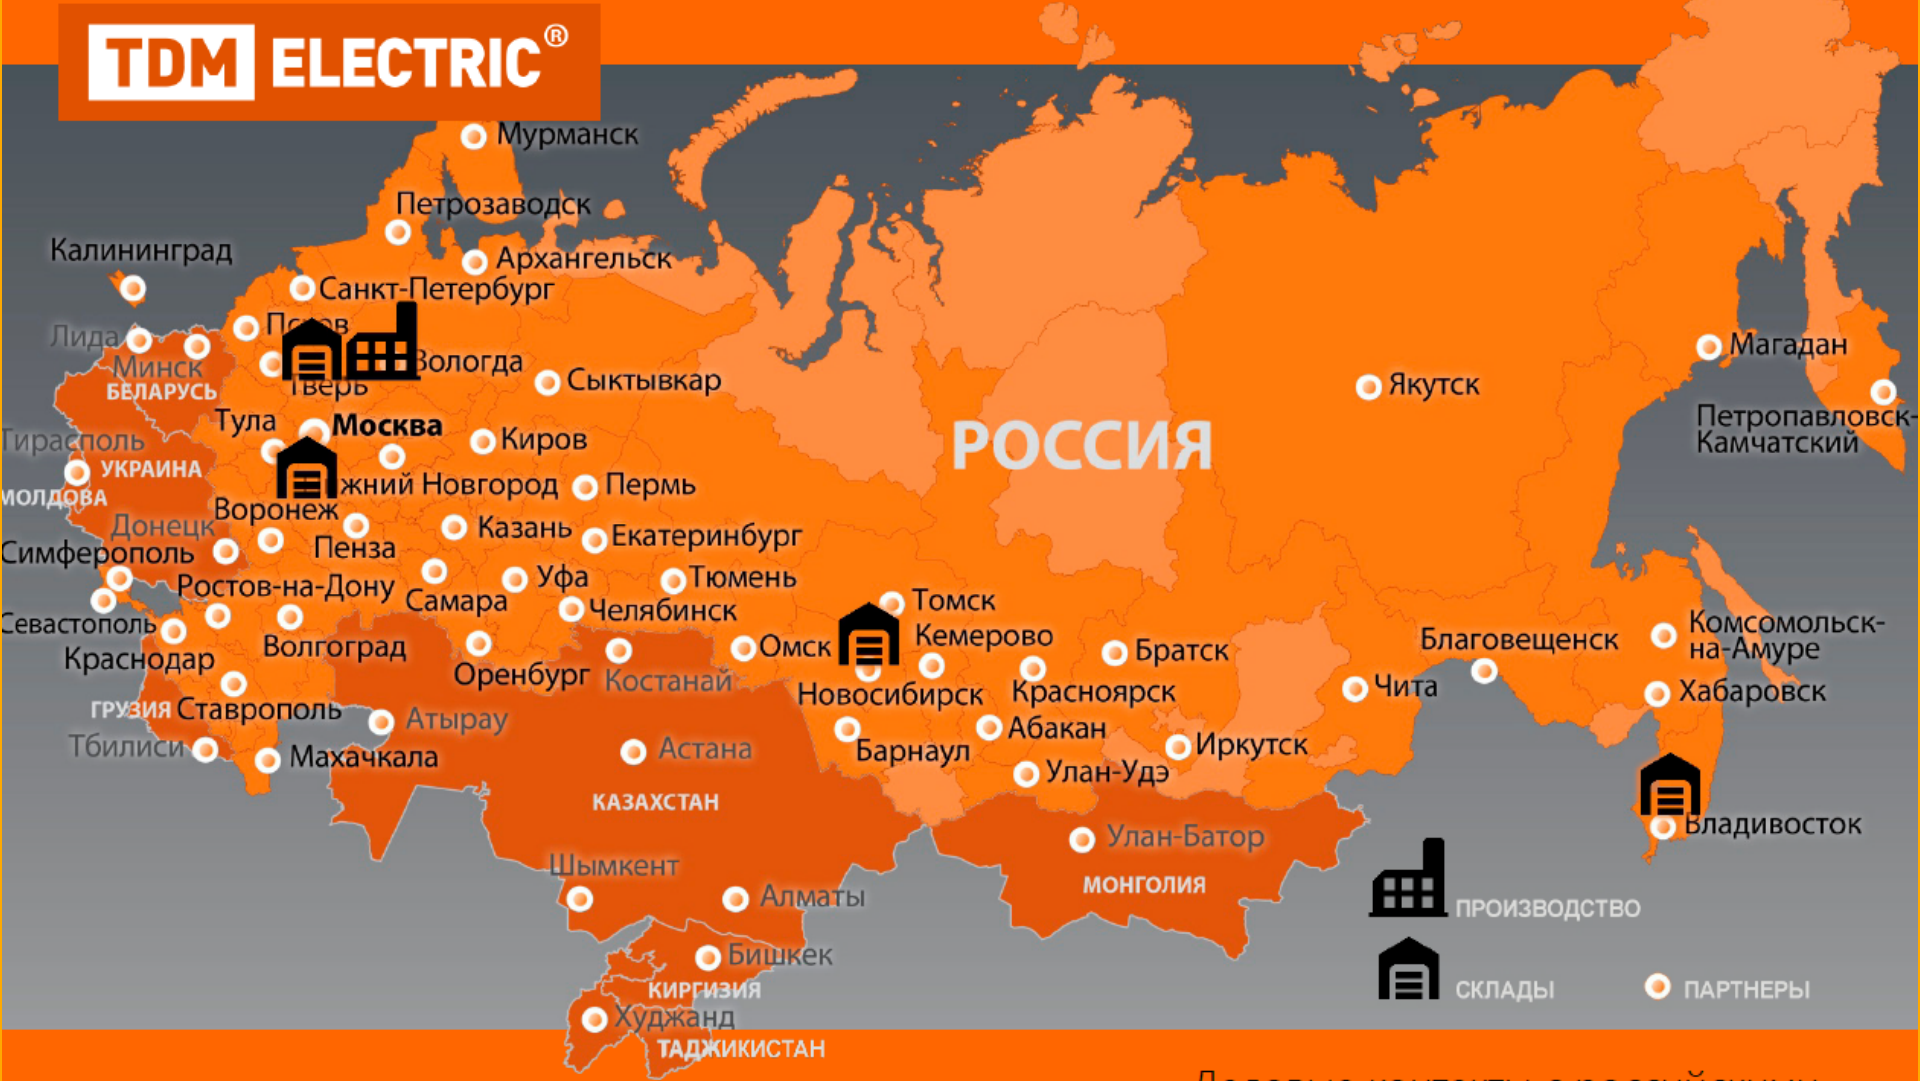 TDM ELECTRIC®
Мурманск
Петрозаводск
Калининград
Архангельск
Санкт-Петербург
Лида
Минск
БЕЛАРУСЬ
Вологда
Тверь
Сыктывкар
Магадан
Якутск
Петропавловск-
Камчатский
Тула
Москва
Киров
РОССИЯ
Тирасполь
УКРАИНА
МОЛДОВА
жний Новгород
Пермь
Воронеж
Донецк
Казань
Екатеринбург
Пенза
Симферополь
Ростов-на-Дону
Уфа
Тюмень
Самара
Челябинск
Томск
Севастополь
Кемерово
Комсомольск-
на-Амуре
Благовещенск
Волгоград
Омск
Братск
Краснодар
Оренбург
Костанай
Новосибирск
Красноярск
Чита
Хабаровск
ГРУЗИЯ
Ставрополь
Атырау
Абакан
Тбилиси
Махачкала
Астана
Барнаул
Иркутск
Улан-Удэ
КАЗАХСТАН
Владивосток
Улан-Батор
Шымкент
МОНГОЛИЯ
Алматы
ПРОИЗВОДСТВО
Бишкек
КИРГИЗИЯ
СКЛАДЫ
ПАРТНЕРЫ
Худжанд
ТАДЖИКИСТАН